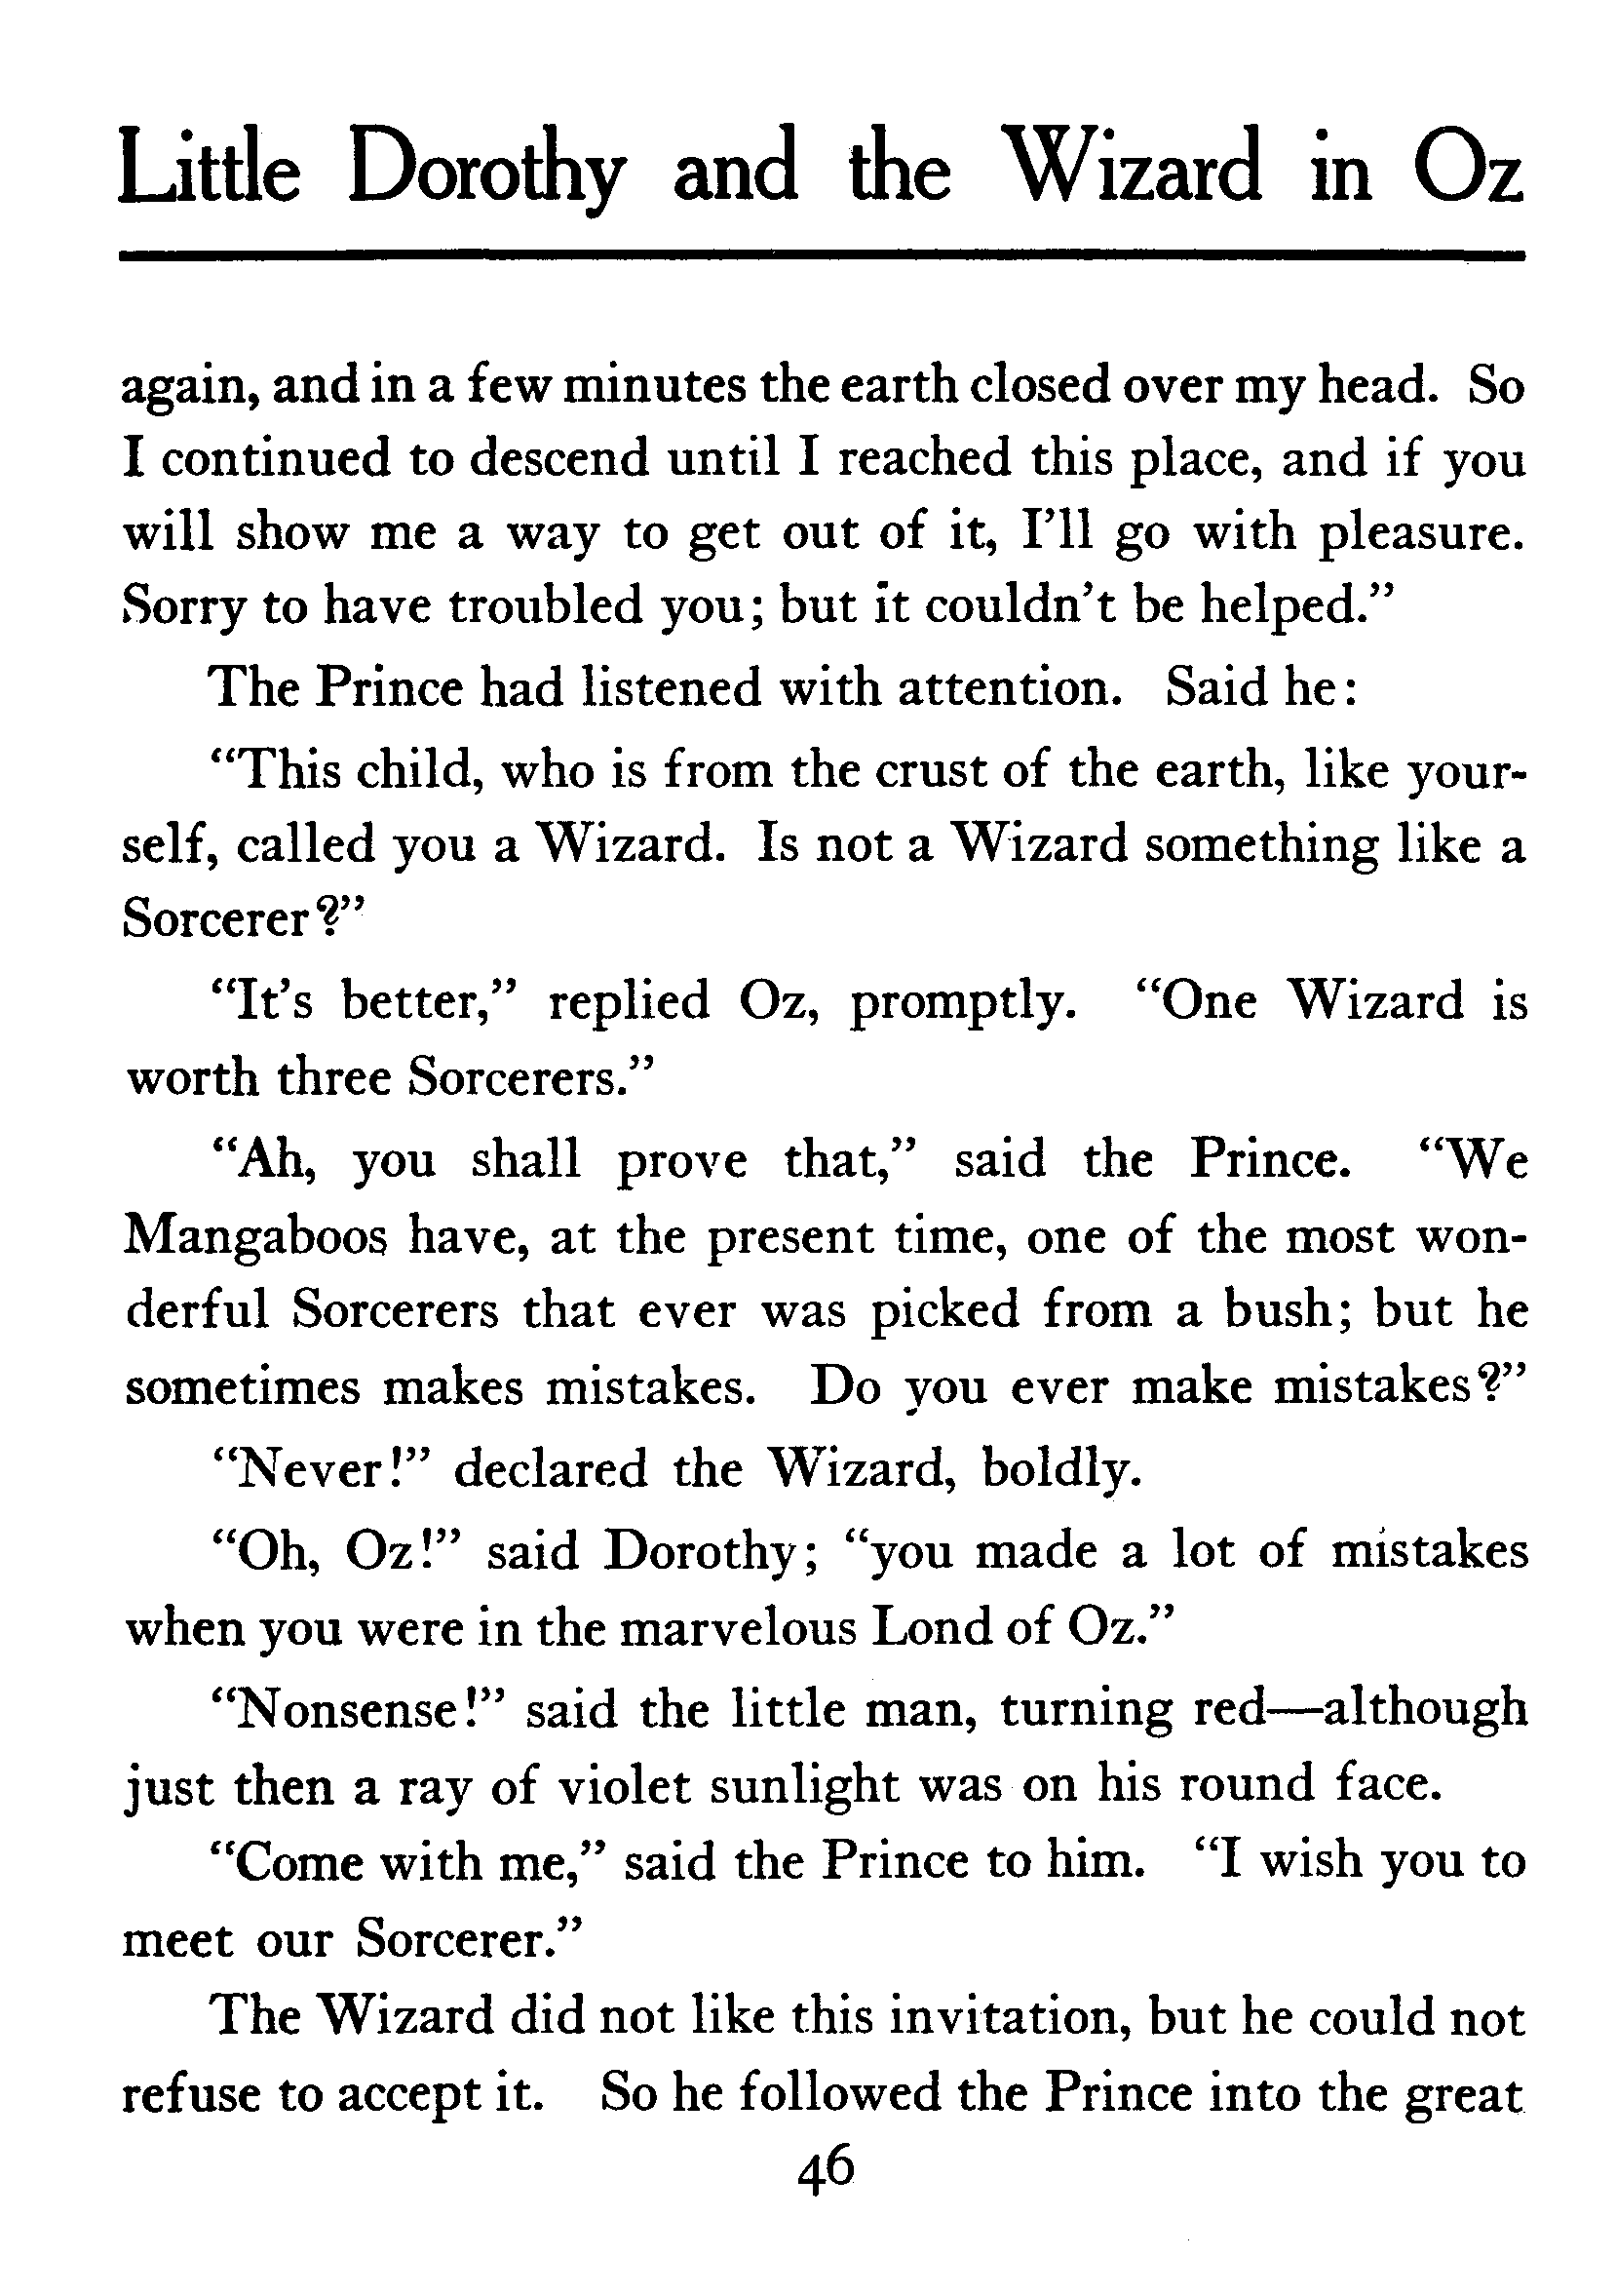 Little Dorothy and the Wizard in Oz
again, and in a few minutes the earth closed over my head. So
I continued to descend until I reached this place, and if you
will show me a way to get out of it, I’ll go with pleasure.
Sorry to have troubled you; but it couldn’t be helped.”
The Prince had listened with attention. Said he:
“This child, who is from the crust of the earth, like your-
self, called you a Wizard. Is not a Wizard something like a
Sorcerer?”
“It’s better,” replied Oz, promptly. “One Wizard is
worth three Sorcerers.”
“Ah, you shall prove that,” said the Prince. “We
Mangaboos have, at the present time, one of the most won-
derful Sorcerers that ever was picked from a bush; but he
sometimes makes mistakes. Do you ever make mistakes?”
“Never!” declared the Wizard, boldly.
“Oh, Oz!” said Dorothy; “you made a lot of mistakes
when you were in the marvelous Lond of Oz.”
“Nonsense!” said the little man, turning red—although
just then a ray of violet sunlight was on his round face.
“Come with me,” said the Prince to him. “I wish you to
meet our Sorcerer.”
The Wizard did not like this invitation, but he could not
refuse to accept it. So he followed the Prince into the great
46